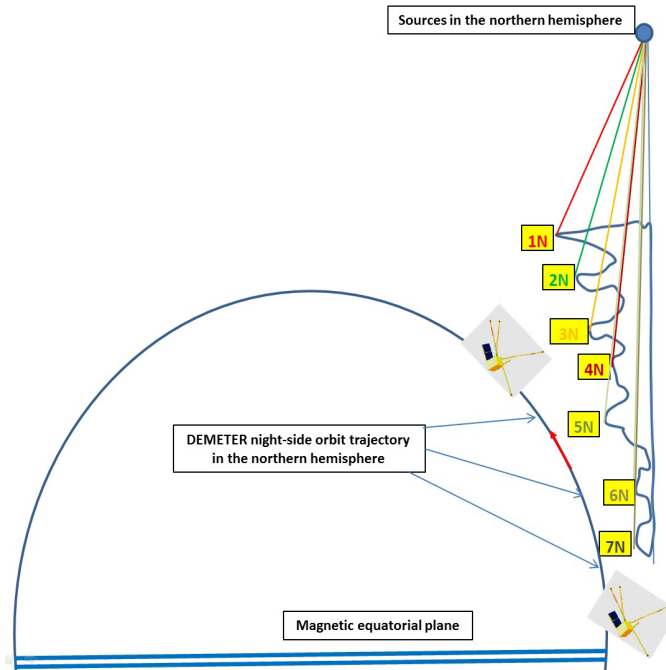 Sources in the northern hemisphere
1N
2N
3N
4N
5N
6N
7N
DEMETER night-side orbit trajectory
in the northern hemisphere
Magnetic equatorial plane